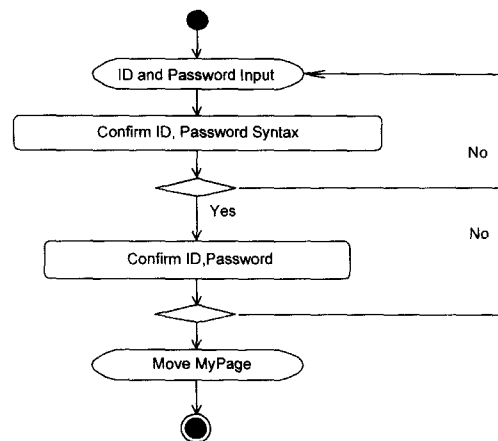 ID and Password Input
Confirm ID, Password Syntax
No
Yes
No
Confirm ID,Password
Move MyPage